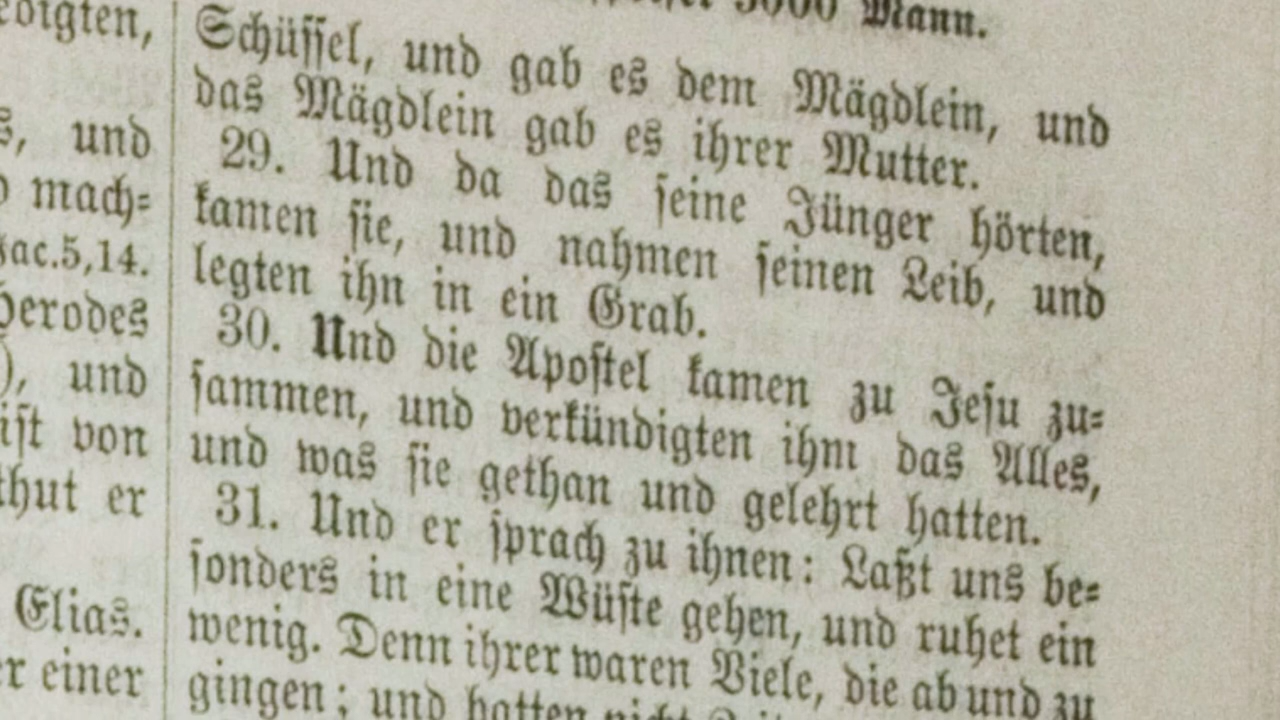 5000 Mann.
und
mach=
Jac.5,14.
Herodes
), und
ist von
thut er
Elias.
einer
Schüssel, und gab es dem Mägdlein, und
das Mägdlein gab es ihrer Mutter.
29. Und da das seine Jünger hörten,
kamen sie, und nahmen seinen Leib, und
legten ihn in ein Grab.
30. Und die Apostel kamen zu Jesu zu=
sammen, und verkündigten ihm das Alles,
und was sie gethan und gelehrt hatten.
31. Und er sprach zu ihnen: Laßt uns be=
sonders in eine Wüste gehen, und ruhet ein
wenig. Denn ihrer waren Viele, die ab und zu
gingen; und hatten nicht